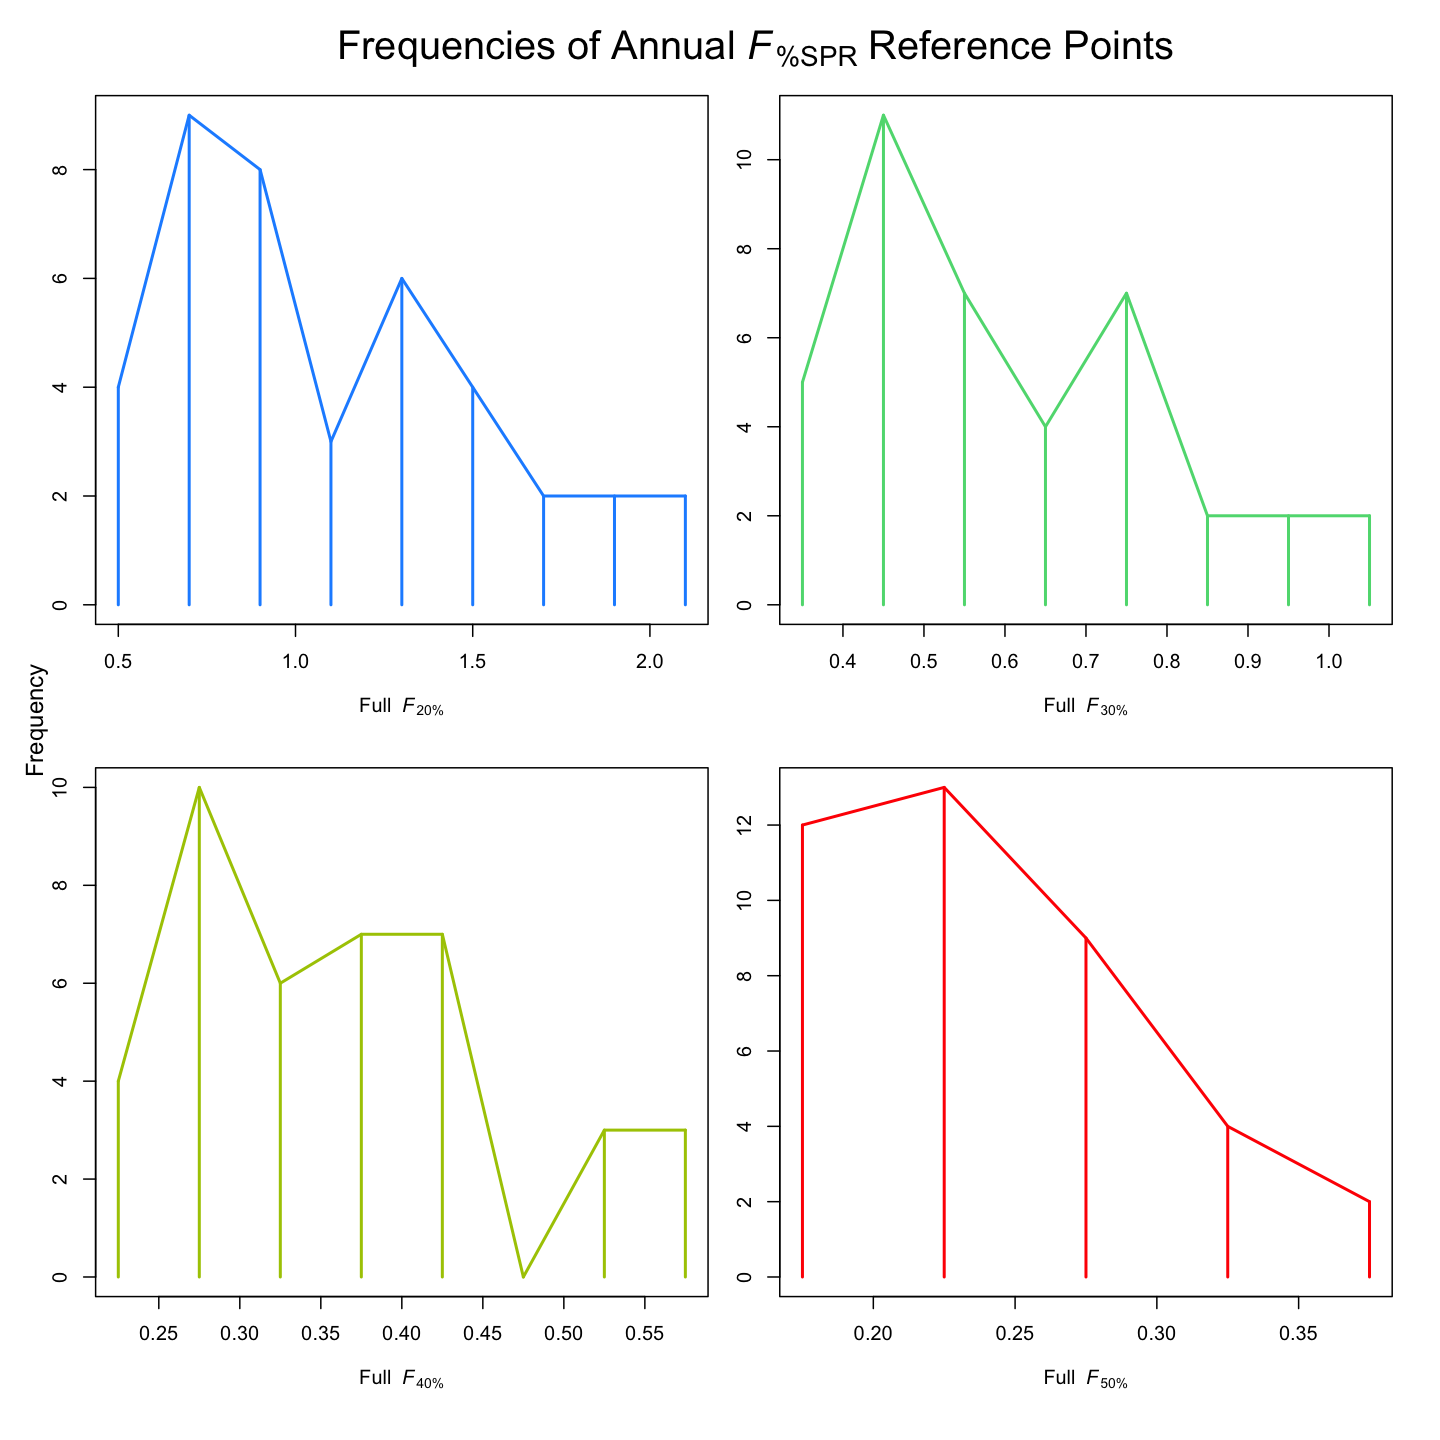 Frequencies of Annual F%SPR Reference Points
Frequency
0 2 4 6 8
0.5 1.0 1.5 2.0
Full F20%
0 2 4 6 8 10
0.4 0.5 0.6 0.7 0.8 0.9 1.0
Full F30%
0 2 4 6 8 10
0.25 0.30 0.35 0.40 0.45 0.50 0.55
Full F40%
0 2 4 6 8 10 12
0.20 0.25 0.30 0.35
Full F50%